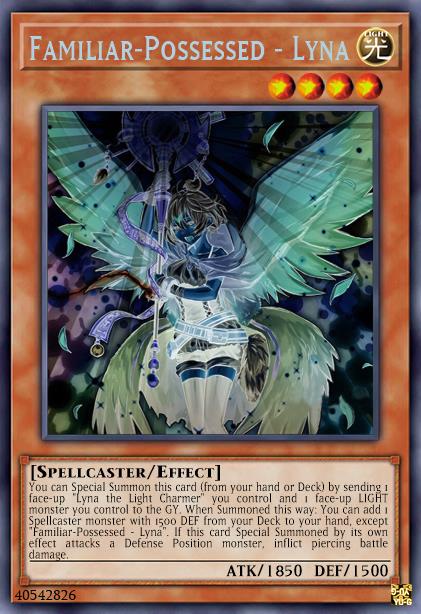 FAMILIAR-POSSESSED - LYNA
LIGHT
光
[SPELLCASTER/EFFECT]
You can Special Summon this card (from your hand or Deck) by sending 1
face-up "Lyna the Light Charmer" you control and 1 face-up LIGHT
monster you control to the GY. When Summoned this way: You can add 1
Spellcaster monster with 1500 DEF from your Deck to your hand, except
"Familiar-Possessed - Lyna". If this card Special Summoned by its own
effect attacks a Defense Position monster, inflict piercing battle
damage.
ATK/1850 DEF/1500
40542826